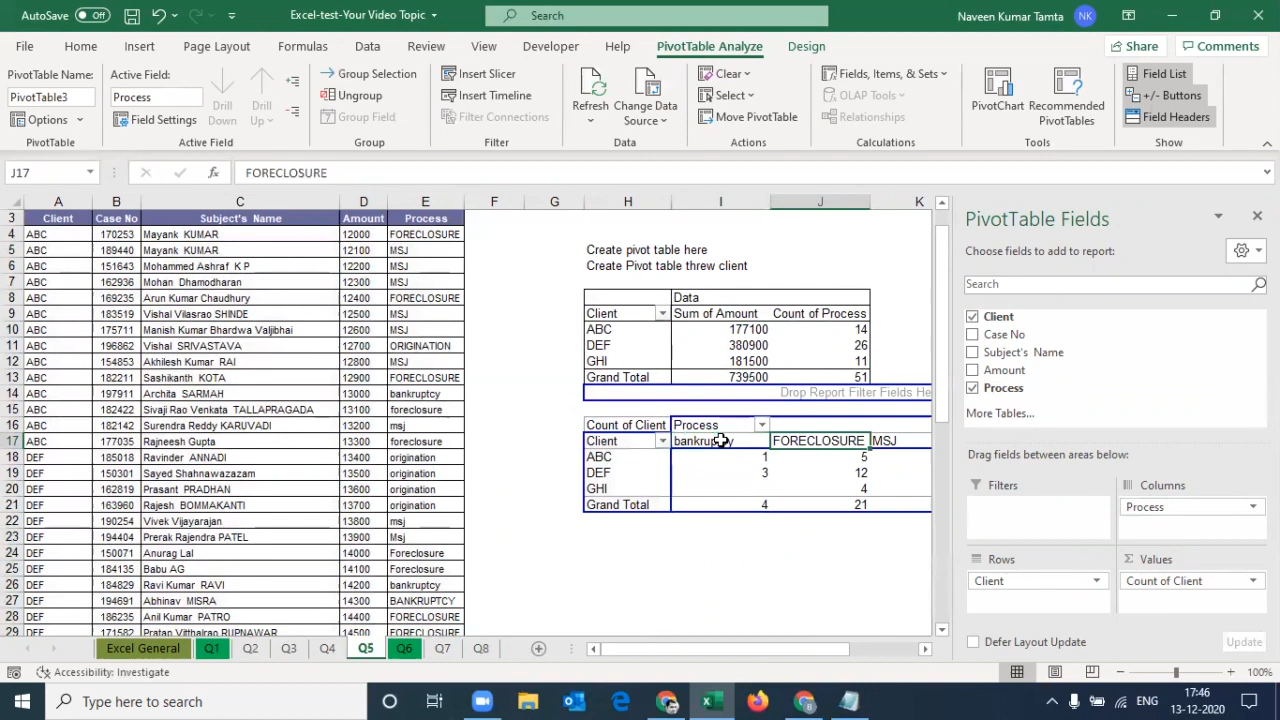 AutoSave Off Excel-test-Your Video Topic Search Naveen Kumar Tamta NK
File Home Insert Page Layout Formulas Data Review View Developer Help PivotTable Analyze Design Share Comments
PivotTable Name:
PivotTable3
Options
PivotTable
Active Field:
Process
Field Settings
Drill Down
Drill Up
Active Field
Group Selection
Ungroup
Group Field
Group
Insert Slicer
Insert Timeline
Filter Connections
Filter
Refresh
Change Data Source
Data
Clear
Select
Move PivotTable
Actions
Fields, Items, & Sets
OLAP Tools
Relationships
Calculations
PivotChart
Recommended PivotTables
Tools
Field List
+/- Buttons
Field Headers
Show
J17 fx FORECLOSURE
A B C D E F G H I J K
3 Client Case No Subject's Name Amount Process
4 ABC 170253 Mayank KUMAR 12000 FORECLOSURE
5 ABC 189440 Mayank KUMAR 12100 MSJ
6 ABC 151643 Mohammed Ashraf K P 12200 MSJ
7 ABC 162936 Mohan Dhamodharan 12300 MSJ
8 ABC 169235 Arun Kumar Chaudhury 12400 FORECLOSURE
9 ABC 183519 Vishal Vilasrao SHINDE 12500 MSJ
10 ABC 175711 Manish Kumar Bhardwa Valjibhai 12600 MSJ
11 ABC 196862 Vishal SRIVASTAVA 12700 ORIGINATION
12 ABC 154853 Akhilesh Kumar RAI 12800 MSJ
13 ABC 182211 Sashikanth KOTA 12900 FORECLOSURE
14 ABC 197911 Archita SARMAH 13000 bankruptcy
15 ABC 182422 Sivaji Rao Venkata TALLAPRAGADA 13100 foreclosure
16 ABC 182142 Surendra Reddy KARUVADI 13200 msj
17 ABC 177035 Rajneesh Gupta 13300 foreclosure
18 DEF 185018 Ravinder ANNADI 13400 origination
19 DEF 150301 Sayed Shahnawazafam 13500 origination
20 DEF 162819 Prasant PRADHAN 13600 origination
21 DEF 163960 Rajesh BOMMAKANTI 13700 origination
22 DEF 190254 Vivek Vijayarajan 13800 msj
23 DEF 194404 Prerak Rajendra PATEL 13900 Msj
24 DEF 150071 Anurag Lal 14000 Foreclosure
25 DEF 184135 Babu AG 14100 Foreclosure
26 DEF 184829 Ravi Kumar RAVI 14200 bankruptcy
27 DEF 194691 Abhinav MISRA 14300 BANKRUPTCY
28 DEF 186235 Anil Kumar PATRO 14400 FORECLOSURE
29 DEF 171582 Pratap Vitthalrao RUPNAWAR 14500 FORECLOSURE
Create pivot table here
Create Pivot table threw client
Data
Client Sum of Amount Count of Process
ABC 177100 14
DEF 380900 26
GHI 181500 11
Grand Total 739500 51
Drop Report Filter Fields He
Count of Client Process
Client bankruptcy FORECLOSURE MSJ
ABC 1 5
DEF 3 12
GHI 4
Grand Total 4 21
PivotTable Fields
Choose fields to add to report:
Search
Client
Case No
Subject's Name
Amount
Process
More Tables...
Drag fields between areas below:
Filters
Columns
Process
Rows
Client
Values
Count of Client
Defer Layout Update Update
Excel General Q1 Q2 Q3 Q4 Q5 Q6 Q7 Q8
Accessibility: Investigate 100%
Type here to search
ENG
17:46
13-12-2020